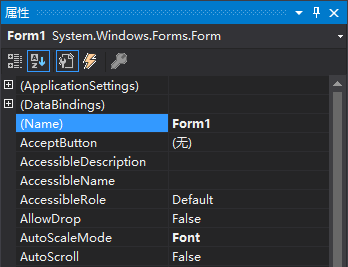 属性
Form1 System.Windows.Forms.Form
(ApplicationSettings)
(DataBindings)
(Name) Form1
AcceptButton (无)
AccessibleDescription
AccessibleName
AccessibleRole Default
AllowDrop False
AutoScaleMode Font
AutoScroll False